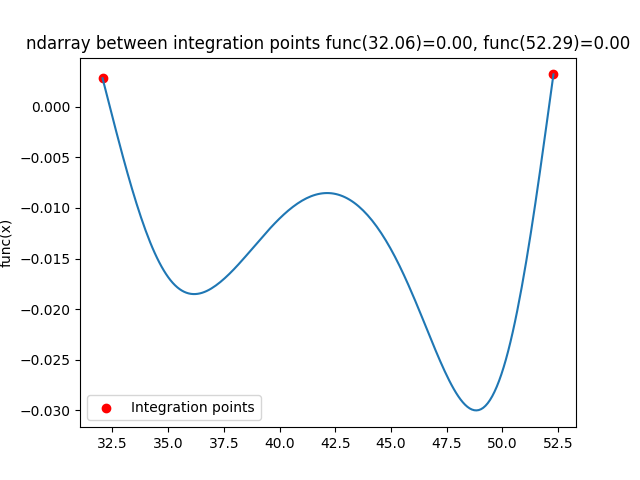 ndarray between integration points func(32.06)=0.00, func(52.29)=0.00
func(x)
0.000
−0.005
−0.010
−0.015
−0.020
−0.025
−0.030
Integration points
32.5 35.0 37.5 40.0 42.5 45.0 47.5 50.0 52.5